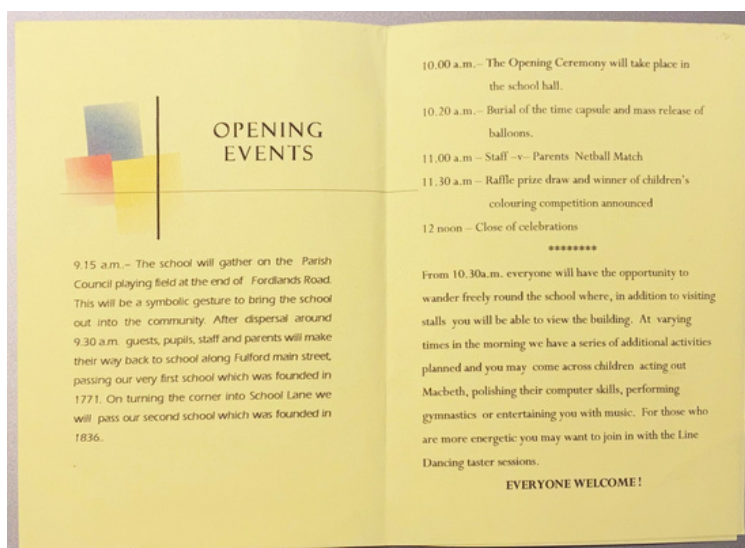 OPENING
EVENTS
9.15 a.m.- The school will gather on the Parish
Council playing field at the end of Fordlands Road.
This will be a symbolic gesture to bring the school
out into the community. After dispersal around
9.30 a.m. guests, pupils, staff and parents will make
their way back to school along Fulford main street,
passing our very first school which was founded in
1771. On turning the corner into School Lane we
will pass our second school which was founded in
1836..
10.00 a.m.– The Opening Ceremony will take place in
the school hall.
10.20 a.m.– Burial of the time capsule and mass release of
balloons.
11.00 a.m – Staff –v– Parents Netball Match
11.30 a.m – Raffle prize draw and winner of children's
colouring competition announced
12 noon – Close of celebrations
********
From 10.30a.m. everyone will have the opportunity to
wander freely round the school where, in addition to visiting
stalls you will be able to view the building. At varying
times in the morning we have a series of additional activities
planned and you may come across children acting out
Macbeth, polishing their computer skills, performing
gymnastics or entertaining you with music. For those who
are more energetic you may want to join in with the Line
Dancing taster sessions.
EVERYONE WELCOME!